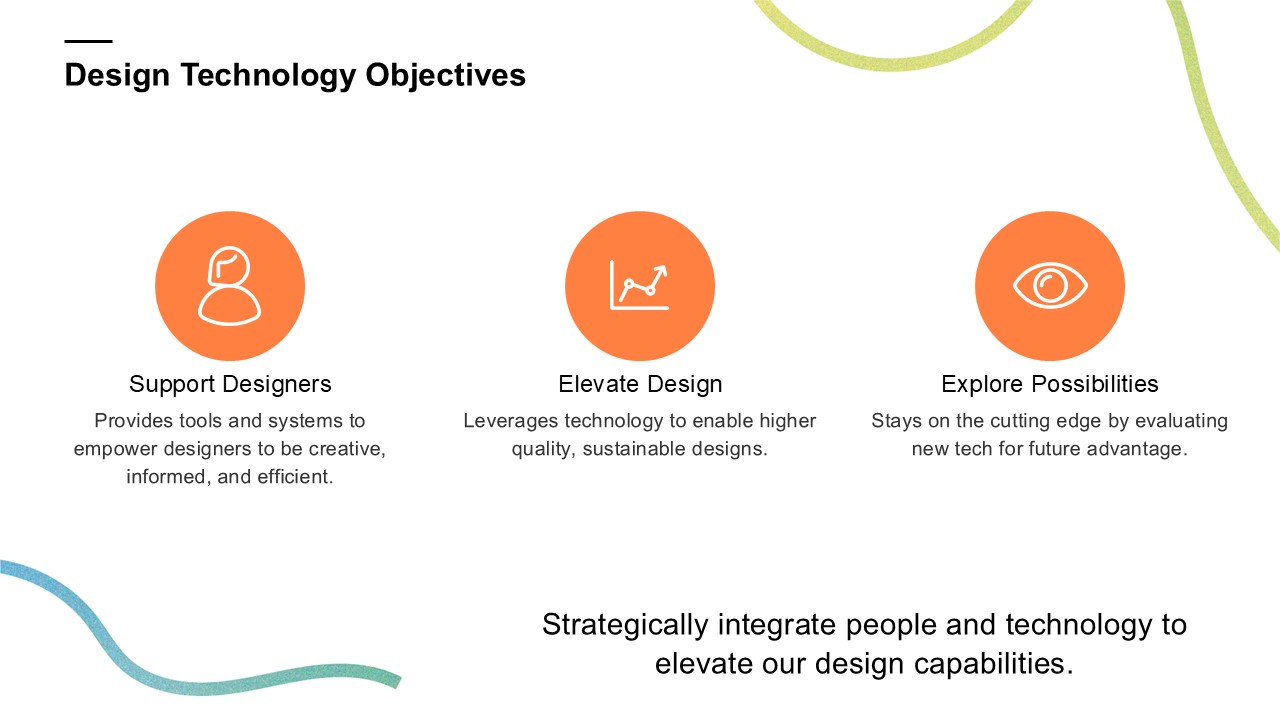 Design Technology Objectives
Support Designers
Provides tools and systems to
empower designers to be creative,
informed, and efficient.
Elevate Design
Leverages technology to enable higher
quality, sustainable designs.
Explore Possibilities
Stays on the cutting edge by evaluating
new tech for future advantage.
Strategically integrate people and technology to
elevate our design capabilities.